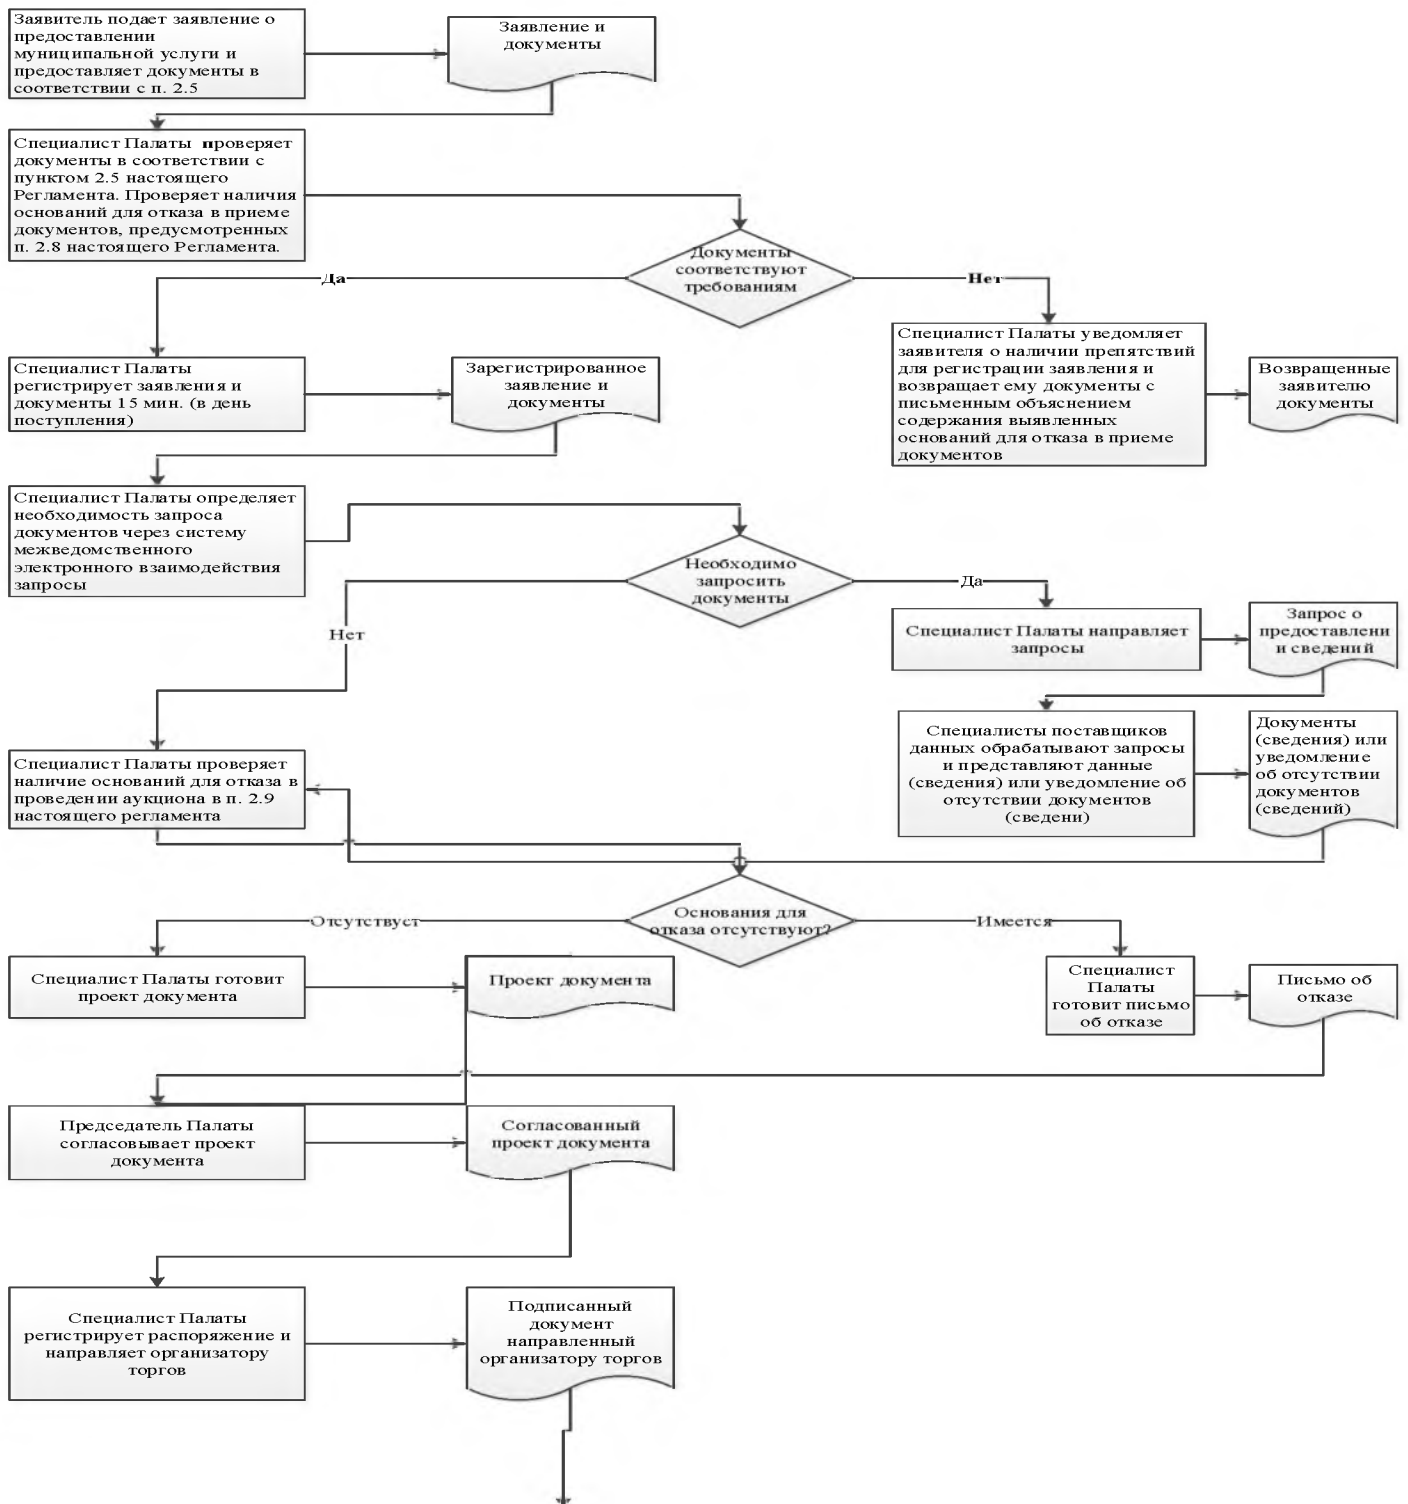 Заявитель подает заявление о
предоставлении
муниципальной услуги и
предоставляет документы в
соответствии с п. 2.5
Заявление и
документы
Специалист Палаты проверяет
документы в соответствии с
пунктом 2.5 настоящего
Регламента. Проверяет наличия
оснований для отказа в приеме
документов, предусмотренных
п. 2.8 настоящего Регламента.
Документы
соответствуют
требованиям
Да
Нет
Специалист Палаты
регистрирует заявления и
документы 15 мин. (в день
поступления)
Зарегистрированное
заявление и
документы
Специалист Палаты уведомляет
заявителя о наличии препятствий
для регистрации заявления и
возвращает ему документы с
письменным объяснением
содержания выявленных
оснований для отказа в приеме
документов
Возвращенные
заявителю
документы
Специалист Палаты определяет
необходимость запроса
документов через систему
межведомственного
электронного взаимодействия
запросы
Необходимо
запросить
документы
Да
Нет
Специалист Палаты направляет
запросы
Запрос о
предоставлени
и сведений
Специалисты поставщиков
данных обрабатывают запросы
и представляют данные
(сведения) или уведомление об
отсутствии документов
(сведени)
Документы
(сведения) или
уведомление
об отсутствии
документов
(сведений)
Специалист Палаты проверяет
наличие оснований для отказа в
проведении аукциона в п. 2.9
настоящего регламента
Основания для
отказа отсутствуют?
Отсутствует
Имеется
Специалист Палаты готовит
проект документа
Проект документа
Специалист
Палаты
готовит письмо
об отказе
Письмо об
отказе
Председатель Палаты
согласовывает проект
документа
Согласованный
проект документа
Специалист Палаты
регистрирует распоряжение и
направляет организатору
торгов
Подписанный
документ
направленный
организатору торгов